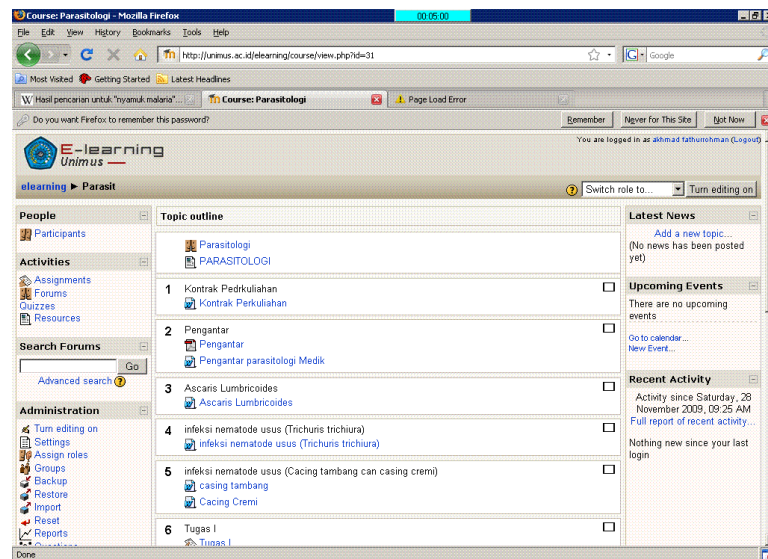 Course: Parasitologi - Mozilla Firefox
00:05:00
File Edit View History Bookmarks Tools Help
http://unimus.ac.id/elearning/course/view.php?id=31
Google
Most Visited Getting Started Latest Headlines
Hasil pencarian untuk "nyamuk malaria"...
Course: Parasitologi
Page Load Error
Do you want Firefox to remember this password?
Remember Never for This Site Not Now
E-learning
Unimus
You are logged in as akhmad fathurrohman (Logout)
elearning ► Parasit
Switch role to... Turn editing on
People
Participants
Activities
Assignments
Forums
Quizzes
Resources
Search Forums
Go
Advanced search
Administration
Turn editing on
Settings
Assign roles
Groups
Backup
Restore
Import
Reset
Reports
Questions
Topic outline
Parasitologi
PARASITOLOGI
1 Kontrak Pedrkuliahan
Kontrak Perkuliahan
2 Pengantar
Pengantar
Pengantar parasitologi Medik
3 Ascaris Lumbricoides
Ascaris Lumbricoides
4 infeksi nematode usus (Trichuris trichiura)
infeksi nematode usus (Trichuris trichiura)
5 infeksi nematode usus (Cacing tambang can casing cremi)
casing tambang
Cacing Cremi
6 Tugas I
Tugas I
Latest News
Add a new topic...
(No news has been posted
yet)
Upcoming Events
There are no upcoming
events
Go to calendar...
New Event...
Recent Activity
Activity since Saturday, 28
November 2009, 09:25 AM
Full report of recent activity...
Nothing new since your last
login
Done